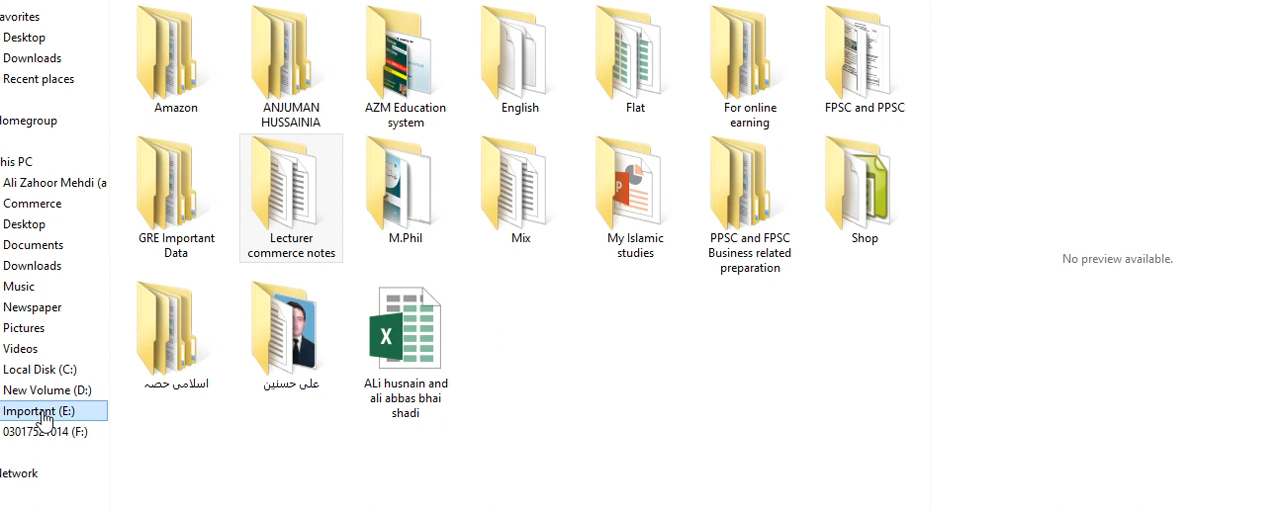 avorites
Desktop
Downloads
Recent places
omegroup
his PC
Ali Zahoor Mehdi (a
Commerce
Desktop
Documents
Downloads
Music
Newspaper
Pictures
Videos
Local Disk (C:)
New Volume (D:)
Important (E:)
03017521014 (F:)
etwork
Amazon
ANJUMAN
HUSSAINIA
AZM Education
system
English
Flat
For online
earning
FPSC and PPSC
GRE Important
Data
Lecturer
commerce notes
M.Phil
Mix
My Islamic
studies
PPSC and FPSC
Business related
preparation
Shop
اسلامی حصہ
علی حسنین
ALi husnain and
ali abbas bhai
shadi
No preview available.